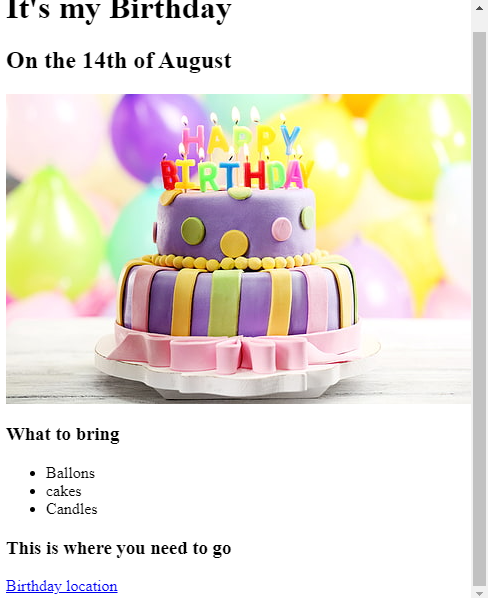 It's my Birthday
On the 14th of August
HAPPY
BIRTHDAY
What to bring
Ballons
cakes
Candles
This is where you need to go
Birthday location